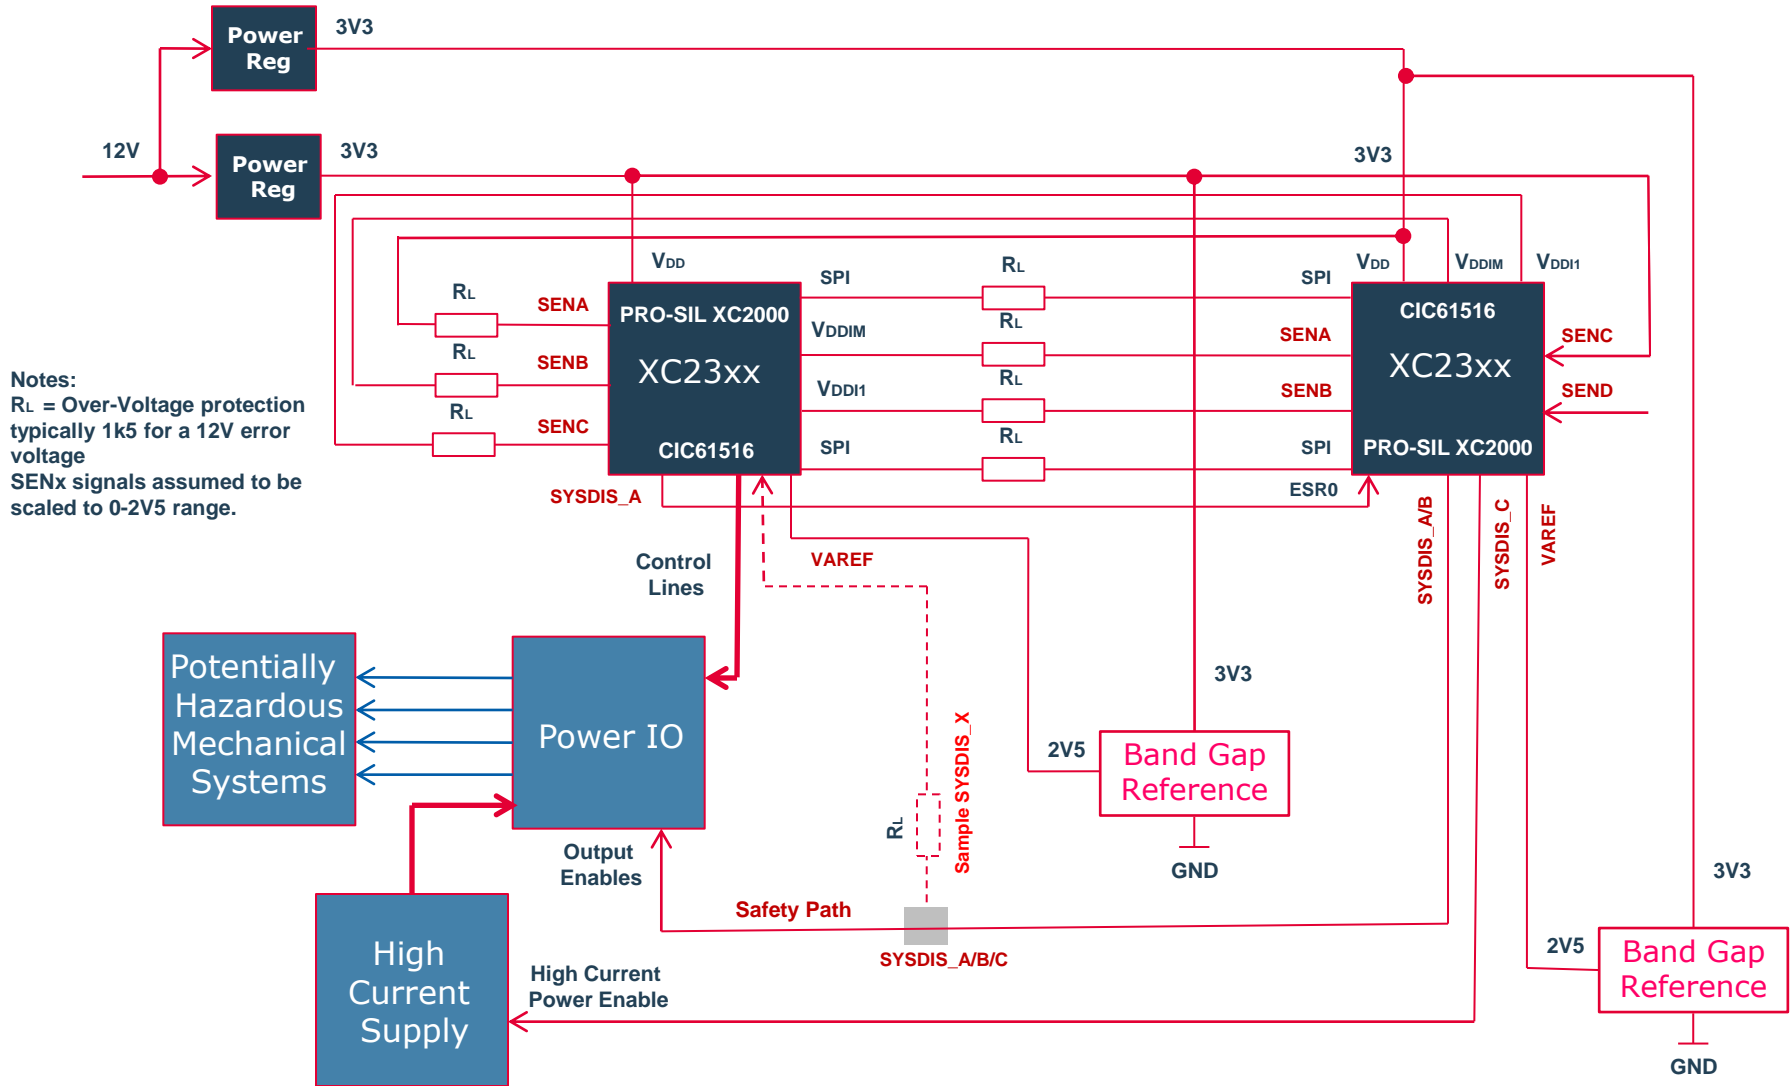 Power
Reg
3V3
12V
Power
Reg
3V3
3V3
VDD
SPI
RL
SPI
VDD
VDDIM
VDDI1
RL
SENA
PRO-SIL XC2000
CIC61516
VDDIM
RL
SENA
SENC
RL
SENB
XC23xx
XC23xx
Notes:
RL = Over-Voltage protection
typically 1k5 for a 12V error
voltage
SENx signals assumed to be
scaled to 0-2V5 range.
VDDI1
RL
SENB
SEND
RL
SENC
CIC61516
SPI
RL
SPI
PRO-SIL XC2000
SYSDIS_A
ESR0
SYSDIS_A/B
SYSDIS_C
VAREF
Control
Lines
VAREF
Potentially
Hazardous
Mechanical
Systems
Power IO
3V3
2V5
Band Gap
Reference
GND
RL
Sample SYSDIS_X
Output
Enables
Safety Path
SYSDIS_A/B/C
3V3
2V5
Band Gap
Reference
GND
High
Current
Supply
High Current
Power Enable